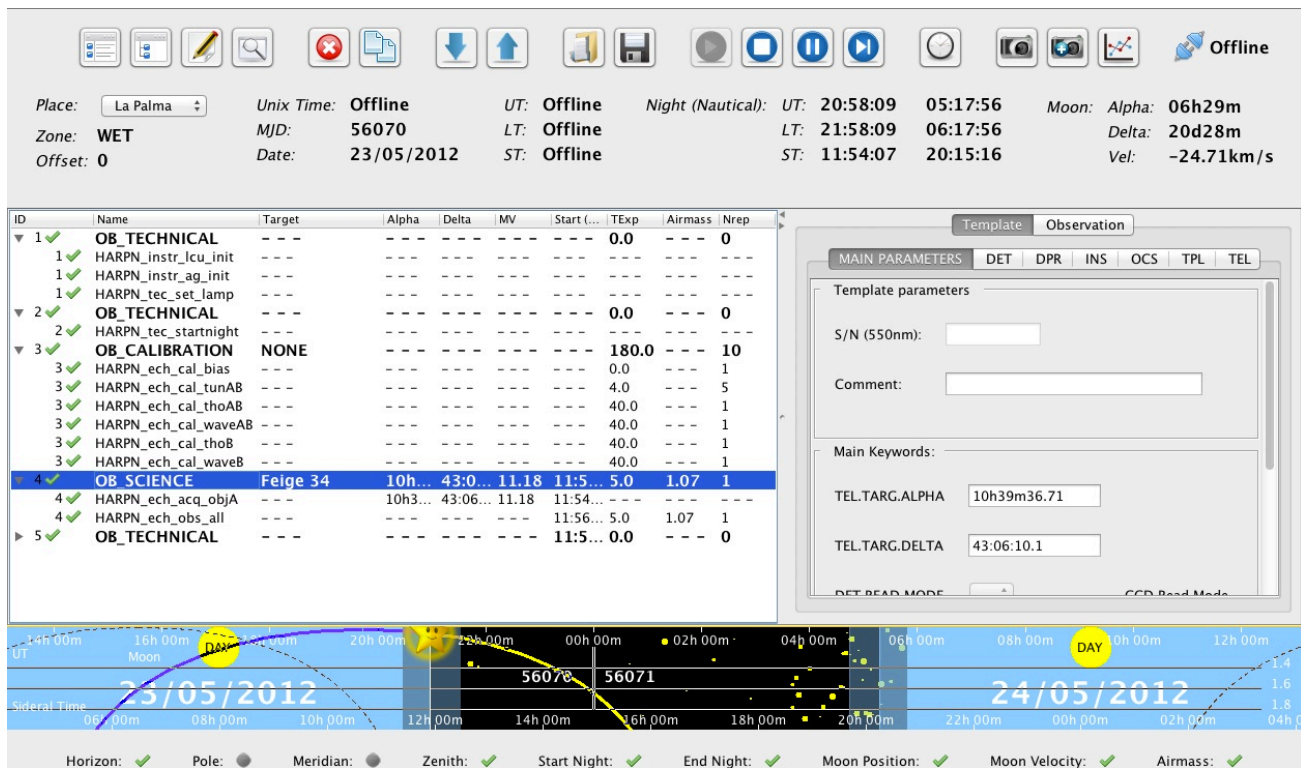 Offline
Place: La Palma Unix Time: Offline UT: Offline Night (Nautical): UT: 20:58:09 05:17:56 Moon: Alpha: 06h29m
Zone: WET MJD: 56070 LT: Offline LT: 21:58:09 06:17:56 Delta: 20d28m
Offset: 0 Date: 23/05/2012 ST: Offline ST: 11:54:07 20:15:16 Vel: -24.71km/s
ID Name Target Alpha Delta MV Start (... TExp Airmass Nrep
1 OB_TECHNICAL - - - - - - - - - - - - - - - 0.0 - - - 0
1 HARPN_instr_lcu_init - - - - - - - - - - - - - - - - - - - - - - - -
1 HARPN_instr_ag_init - - - - - - - - - - - - - - - - - - - - - - - -
1 HARPN_tec_set_lamp - - - - - - - - - - - - - - - - - - - - - - - -
2 OB_TECHNICAL - - - - - - - - - - - - - - - 0.0 - - - 0
2 HARPN_tec_startnight - - - - - - - - - - - - - - - - - - - - - - - -
3 OB_CALIBRATION NONE - - - - - - - - - - - - 180.0 - - - 10
3 HARPN_ech_cal_bias - - - - - - - - - - - - - - - 0.0 - - - 1
3 HARPN_ech_cal_tunAB - - - - - - - - - - - - - - - 4.0 - - - 5
3 HARPN_ech_cal_thoAB - - - - - - - - - - - - - - - 40.0 - - - 1
3 HARPN_ech_cal_waveAB - - - - - - - - - - - - - - - 40.0 - - - 1
3 HARPN_ech_cal_thoB - - - - - - - - - - - - - - - 40.0 - - - 1
3 HARPN_ech_cal_waveB - - - - - - - - - - - - - - - 40.0 - - - 1
4 OB_SCIENCE Feige 34 10h... 43:0... 11.18 11:5... 5.0 1.07 1
4 HARPN_ech_acq_objA - - - 10h3... 43:06... 11.18 11:54... - - - - - - - - -
4 HARPN_ech_obs_all - - - - - - - - - - - - 11:56... 5.0 1.07 1
5 OB_TECHNICAL - - - - - - - - - - - - 11:5... 0.0 - - - 0
Template Observation
MAIN PARAMETERS DET DPR INS OCS TPL TEL
Template parameters
S/N (550nm):
Comment:
Main Keywords:
TEL.TARG.ALPHA 10h39m36.71
TEL.TARG.DELTA 43:06:10.1
DET READ MODE CCD Read Mode
14h 00m 16h 00m 18h 00m 20h 00m 22h 00m 00h 00m 02h 00m 04h 00m 06h 00m 08h 00m 10h 00m 12h 00m
UT Moon DAY DAY
1.4
56070 56071
23/05/2012 24/05/2012 1.6
Sideral Time 1.8
06h 00m 08h 00m 10h 00m 12h 00m 14h 00m 16h 00m 18h 00m 20h 00m 22h 00m 00h 00m 02h 00m 04h
Horizon: Pole: Meridian: Zenith: Start Night: End Night: Moon Position: Moon Velocity: Airmass: